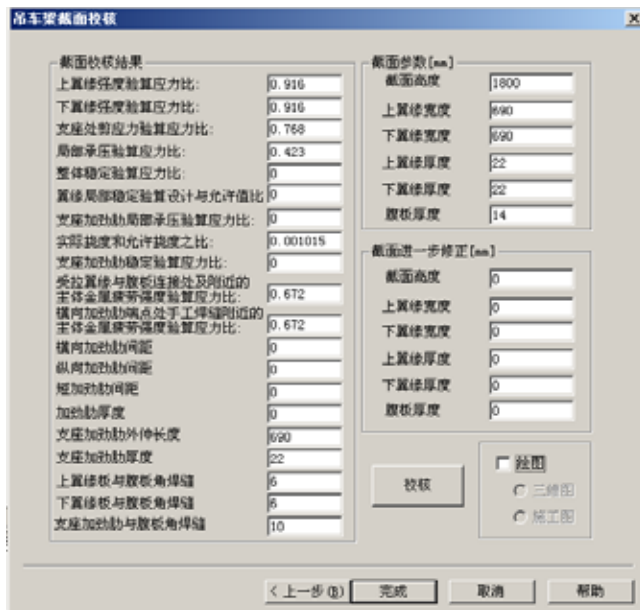 吊车梁截面校核
截面校核结果
上翼缘强度验算应力比: 0.916
下翼缘强度验算应力比: 0.916
支座处剪应力验算应力比: 0.768
局部承压验算应力比: 0.423
整体稳定验算应力比: 0
翼缘局部稳定验算设计与允许值比 0
支座加劲肋局部承压验算应力比: 0
实际挠度和允许挠度之比: 0.001015
支座加劲肋稳定验算应力比: 0
受拉翼缘与腹板连接处及附近的
主体金属疲劳强度验算应力比: 0.672
横向加劲肋端点处手工焊缝附近的
主体金属疲劳强度验算应力比: 0.672
横向加劲肋间距 0
纵向加劲肋间距 0
短加劲肋间距 0
加劲肋厚度 0
支座加劲肋外伸长度 690
支座加劲肋厚度 22
上翼缘板与腹板角焊缝 6
下翼缘板与腹板角焊缝 6
支座加劲肋与腹板角焊缝 10
截面参数[mm]
截面高度 1800
上翼缘宽度 690
下翼缘宽度 690
上翼缘厚度 22
下翼缘厚度 22
腹板厚度 14
截面进一步修正[mm]
截面高度 0
上翼缘宽度 0
下翼缘宽度 0
上翼缘厚度 0
下翼缘厚度 0
腹板厚度 0
校核
绘图
三维图
施工图
<上一步(B) 完成 取消 帮助